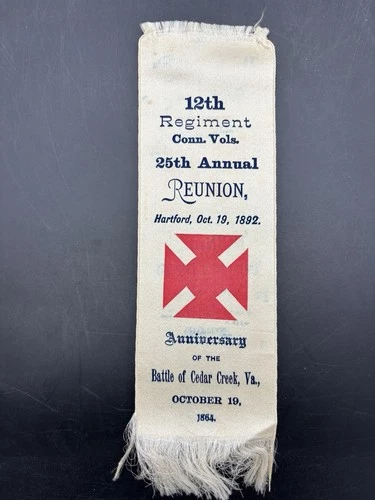 12th
Regiment
Conn. Vols.
25th Annual
REUNION,
Hartford, Oct. 19, 1892.
Anniversary
OF THE
Battle of Cedar Creek, Va.,
OCTOBER 19,
1864.